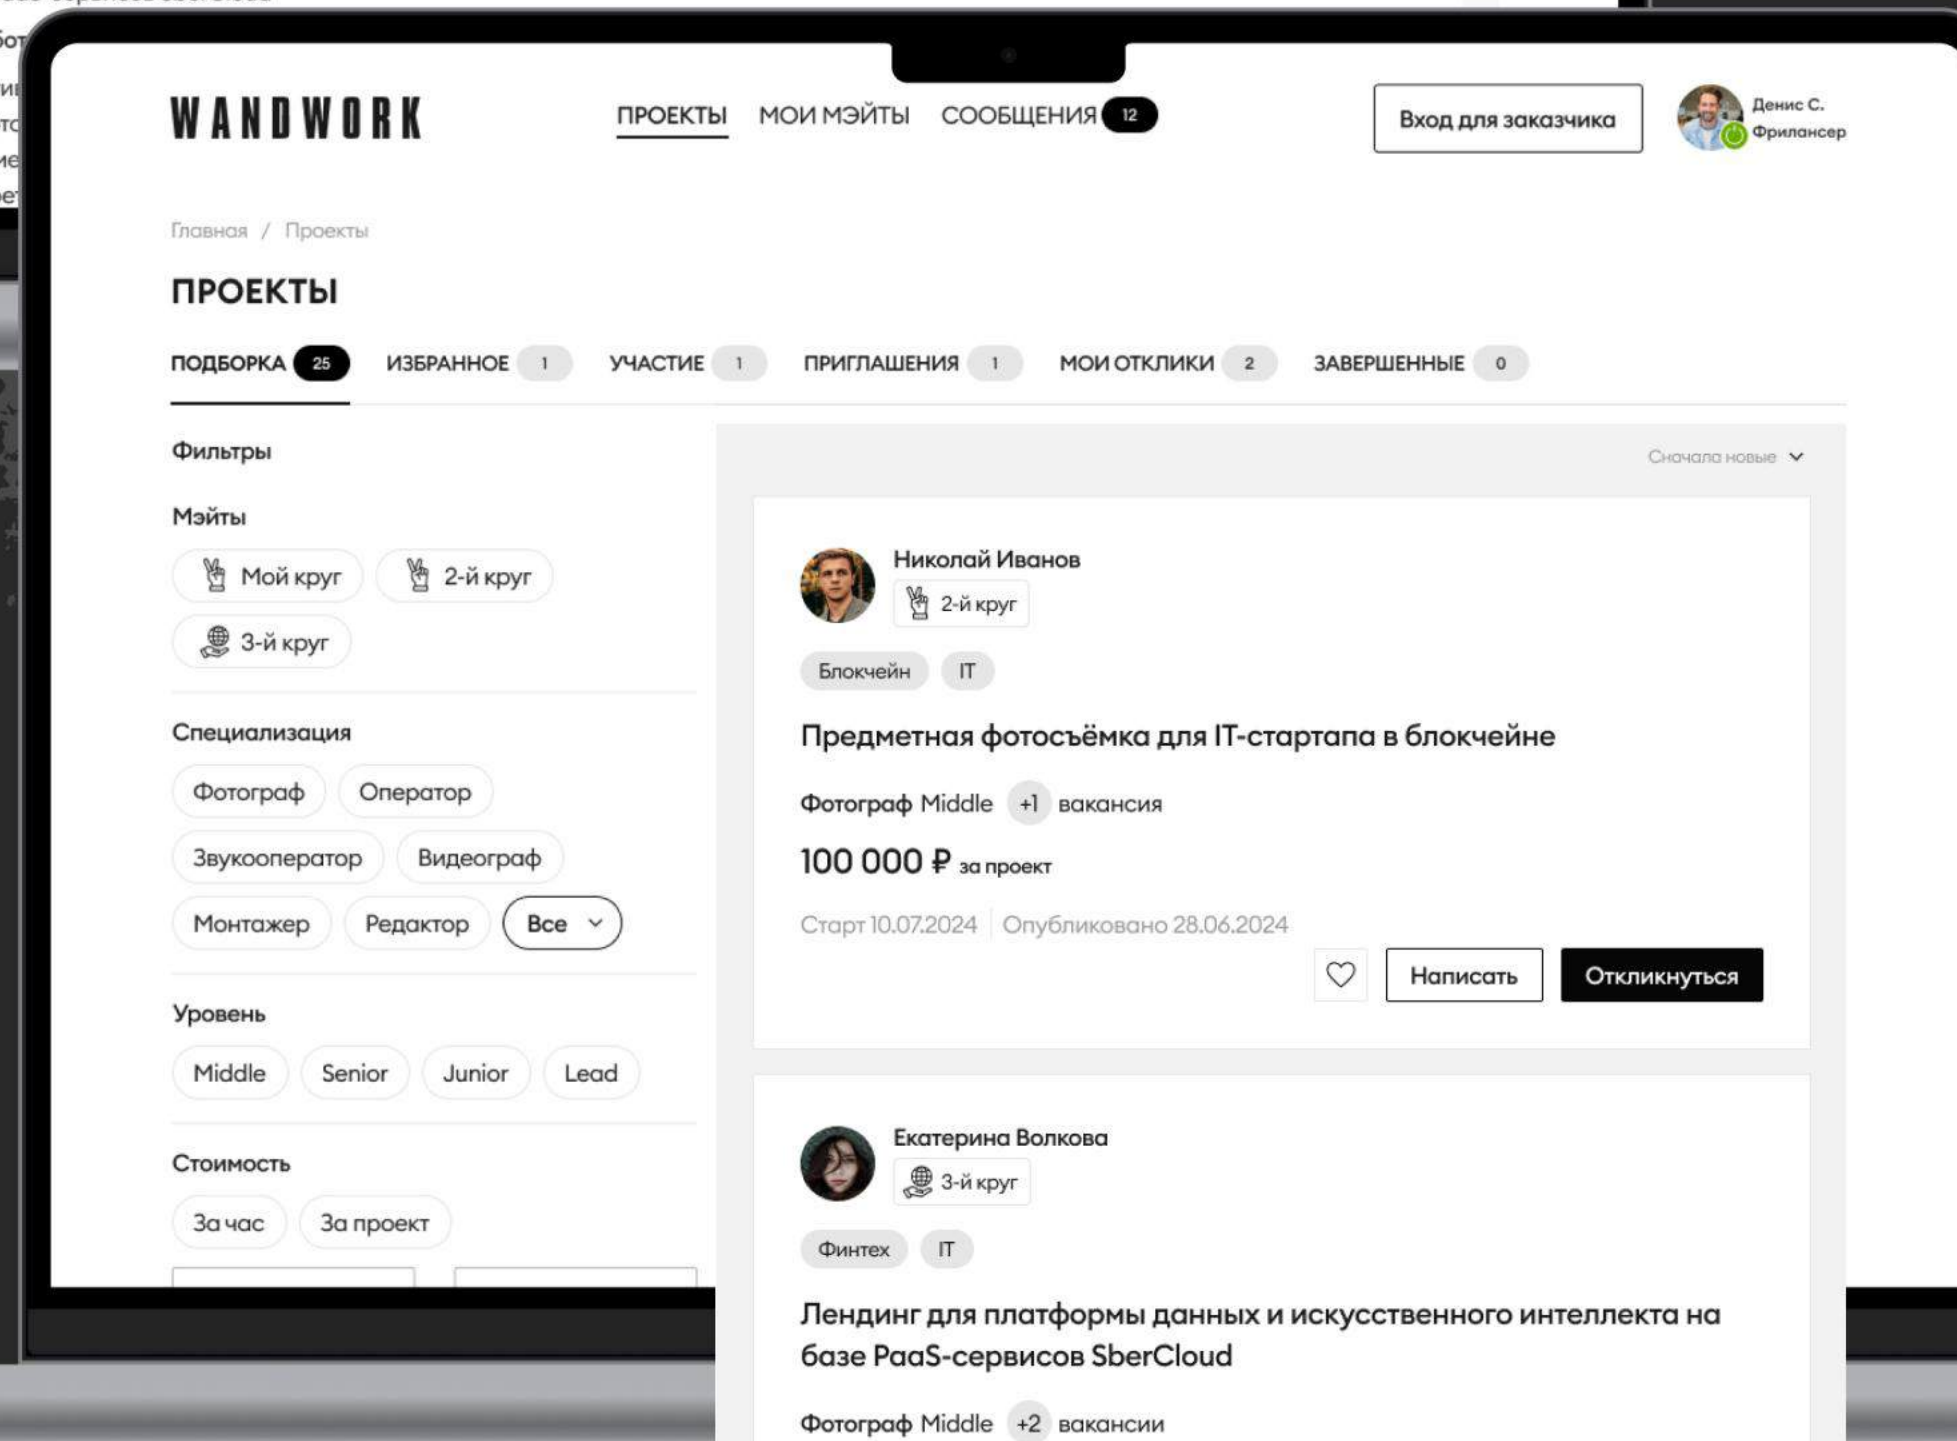 WANDWORK
ПРОЕКТЫ МОИ МЭЙТЫ СООБЩЕНИЯ 12
Вход для заказчика
Денис С.
Фрилансер
Главная / Проекты
ПРОЕКТЫ
ПОДБОРКА 25 ИЗБРАННОЕ 1 УЧАСТИЕ 1 ПРИГЛАШЕНИЯ 1 МОИ ОТКЛИКИ 2 ЗАВЕРШЕННЫЕ 0
Фильтры
Мэйты
Мой круг 2-й круг
3-й круг
Специализация
Фотограф Оператор
Звукооператор Видеограф
Монтажер Редактор Все
Уровень
Middle Senior Junior Lead
Стоимость
За час За проект
Сначала новые
Николай Иванов
2-й круг
Блокчейн IT
Предметная фотосъёмка для IT-стартапа в блокчейне
Фотограф Middle +1 вакансия
100 000 ₽ за проект
Старт 10.07.2024 Опубликовано 28.06.2024
Написать Откликнуться
Екатерина Волкова
3-й круг
Финтех IT
Лендинг для платформы данных и искусственного интеллекта на
базе PaaS-сервисов SberCloud
Фотограф Middle +2 вакансии